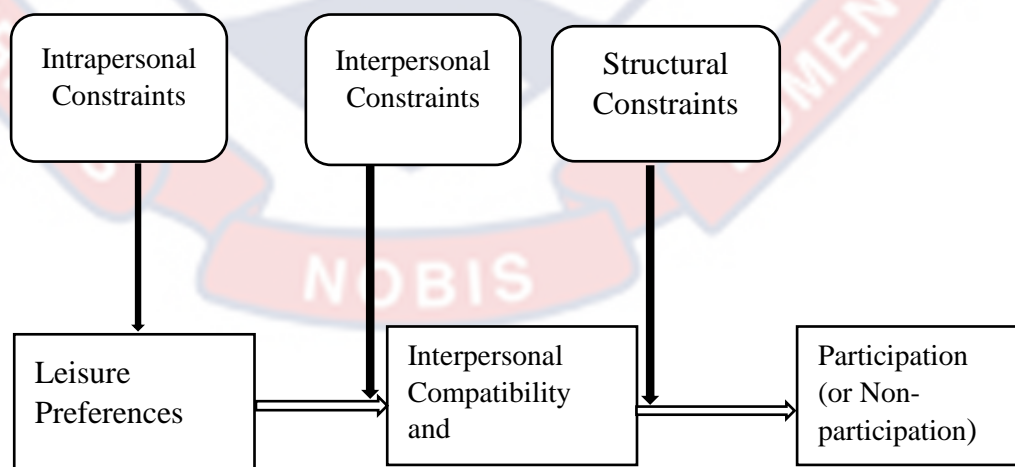 Intrapersonal
Constraints
Interpersonal
Constraints
Structural
Constraints
NOBIS
Leisure
Preferences
Interpersonal
Compatibility
and
Participation
(or Non-
participation)